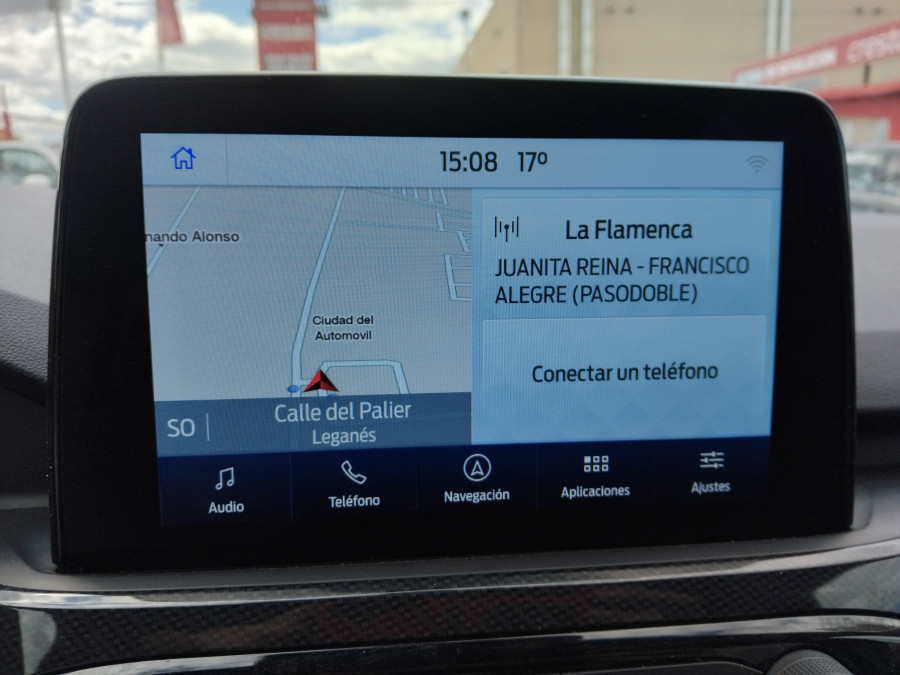 15:08 17º
nando Alonso
Ciudad del
Automovil
SO
Calle del Palier
Leganés
La Flamenca
JUANITA REINA - FRANCISCO
ALEGRE (PASODOBLE)
Conectar un teléfono
Audio
Teléfono
Navegación
Aplicaciones
Ajustes